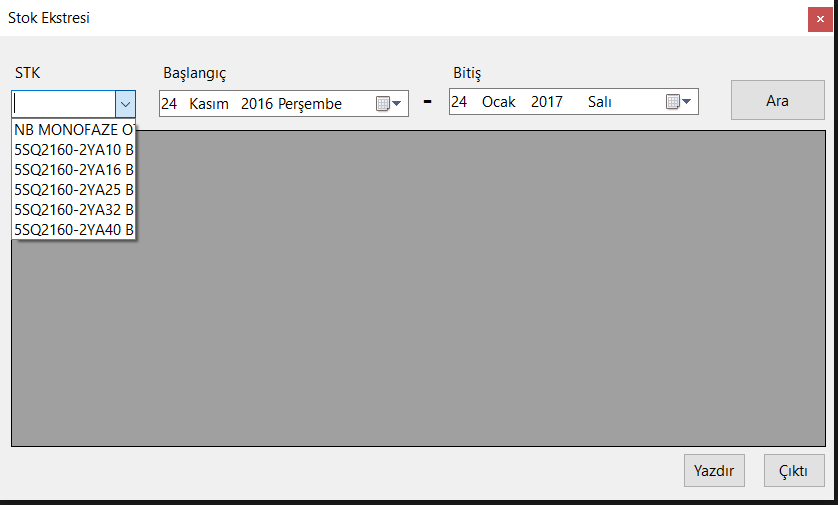 Stok Ekstresi
STK
Başlangıç
Bitiş
24 Kasım 2016 Perşembe
-
24 Ocak 2017 Salı
Ara
NB MONOFAZE
5SQ2160-2YA10 B
5SQ2160-2YA16 B
5SQ2160-2YA25 B
5SQ2160-2YA32 B
5SQ2160-2YA40 B
Yazdır
Çıktı